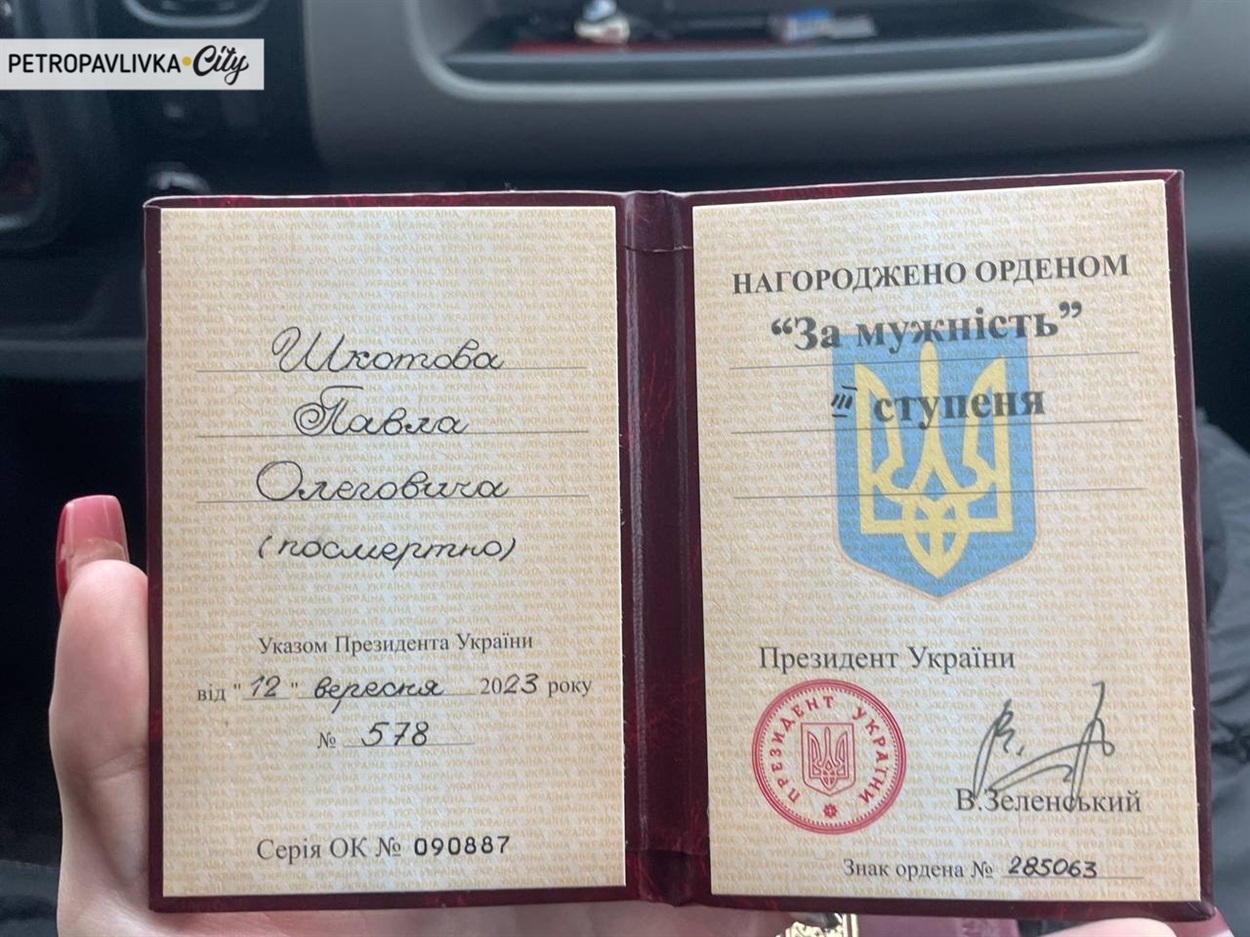 PETROPAVLIVKA City
Шкотова
Павла
Олеговича
(посмертно)
Указом Президента України
від "12" вересня 2023 року
№ 578
Серія ОК № 090887
НАГОРОДЖЕНО ОРДЕНОМ
“За мужність”
III ступеня
Президент України
ПРЕЗИДЕНТ УКРАЇНИ
В.Зеленський
Знак ордена № 285063